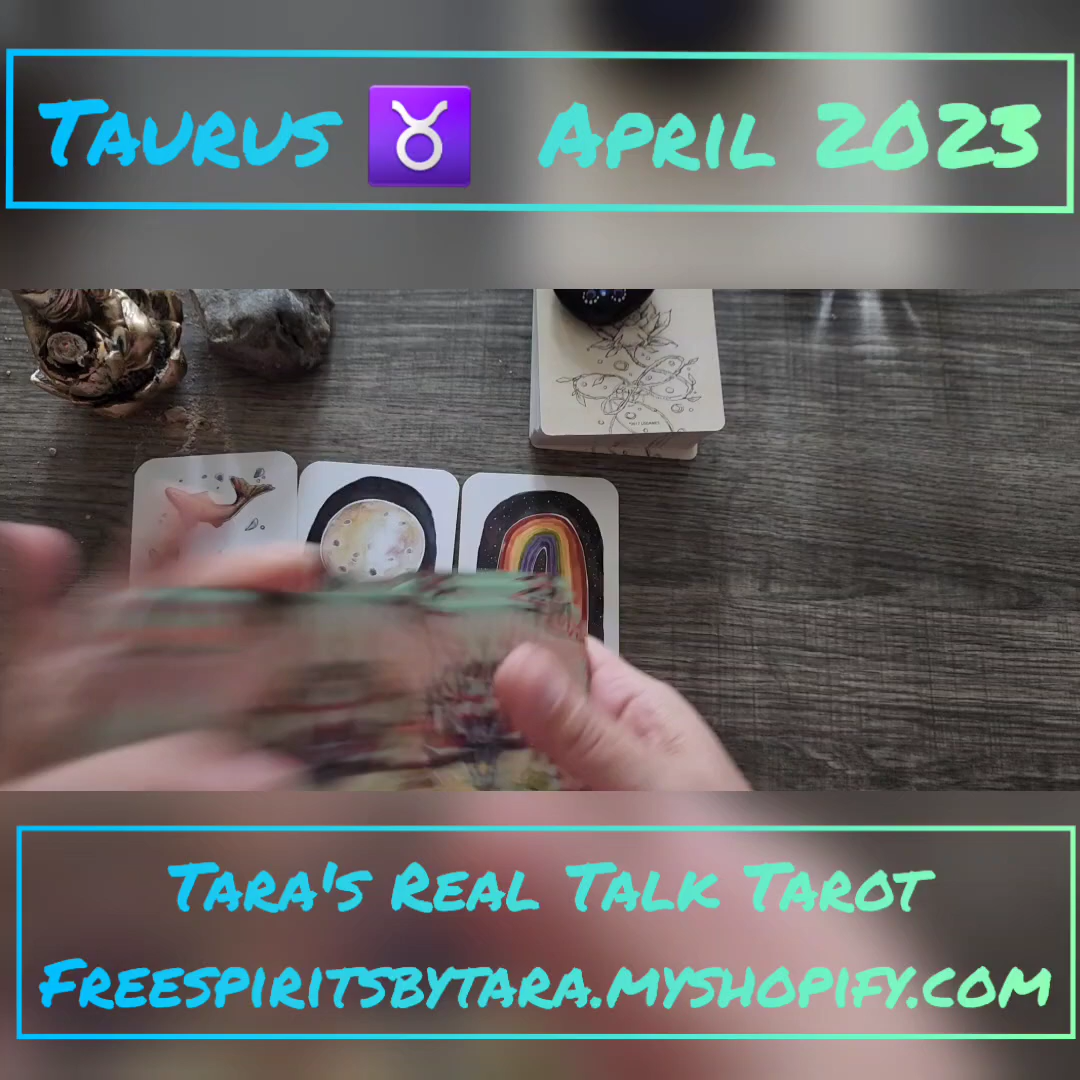 Taurus ♉ April 2023
Tara's Real Talk Tarot
Freespiritsbytara.myshopify.com